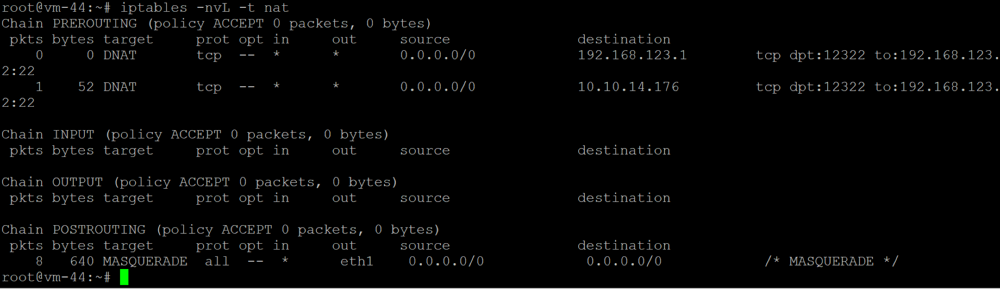 root@vm-44:~# iptables -nvL -t nat
Chain PREROUTING (policy ACCEPT 0 packets, 0 bytes)
 pkts bytes target     prot opt in     out     source               destination
    0     0 DNAT       tcp  --  *      *       0.0.0.0/0            192.168.123.1        tcp dpt:12322 to:192.168.123.
2:22
    1    52 DNAT       tcp  --  *      *       0.0.0.0/0            10.10.14.176         tcp dpt:12322 to:192.168.123.
2:22

Chain INPUT (policy ACCEPT 0 packets, 0 bytes)
 pkts bytes target     prot opt in     out     source               destination

Chain OUTPUT (policy ACCEPT 0 packets, 0 bytes)
 pkts bytes target     prot opt in     out     source               destination

Chain POSTROUTING (policy ACCEPT 0 packets, 0 bytes)
 pkts bytes target     prot opt in     out     source               destination
    8   640 MASQUERADE  all  --  *      eth1    0.0.0.0/0            0.0.0.0/0            /* MASQUERADE */
root@vm-44:~#